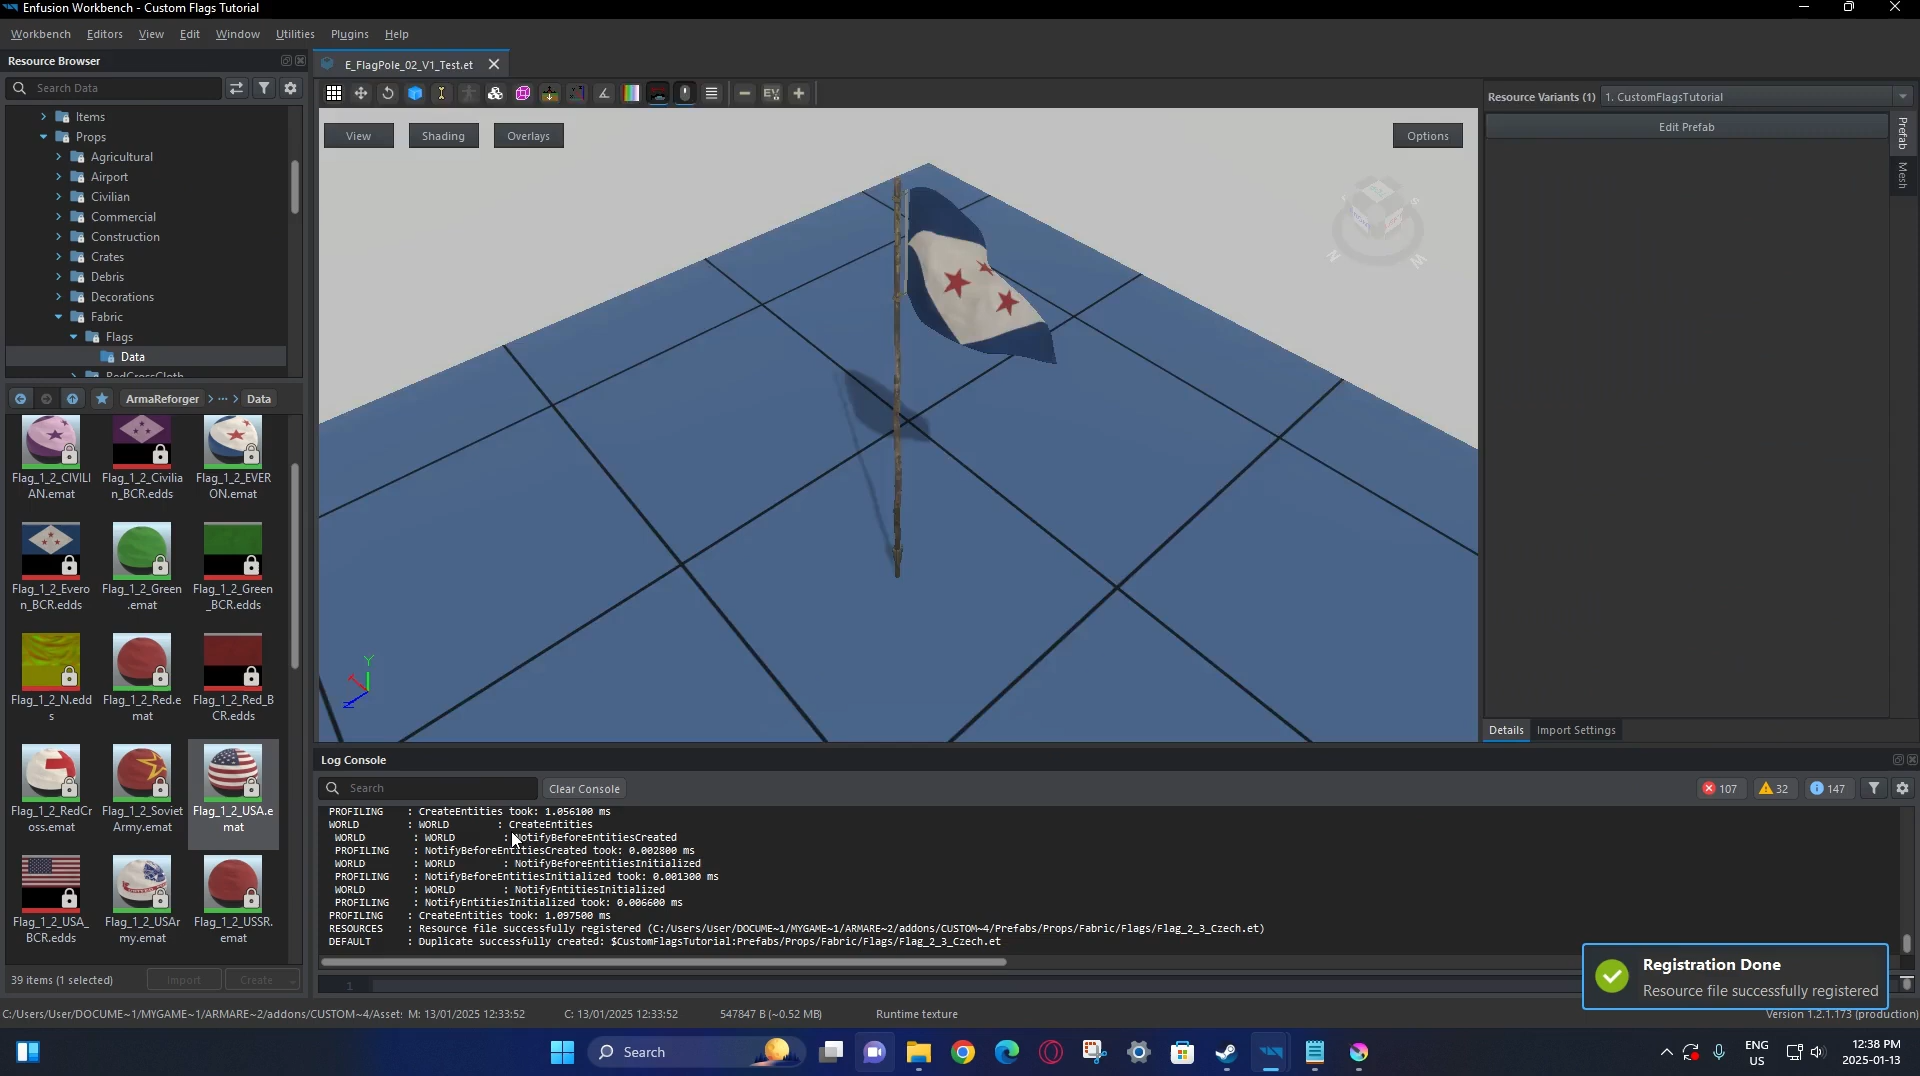 Enfusion Workbench - Custom Flags Tutorial
Workbench Editors View Edit Window Utilities Plugins Help
Resource Browser
Search Data
Items
Props
Agricultural
Airport
Civilian
Commercial
Construction
Crates
Debris
Decorations
Fabric
Flags
Data
RedCrossCloth
ArmaReforger > ... > Data
Flag_1_2_CIVILI
AN.emat
Flag_1_2_Civilia
n_BCR.edds
Flag_1_2_EVER
ON.emat
Flag_1_2_Evero
n_BCR.edds
Flag_1_2_Green
.emat
Flag_1_2_Green
_BCR.edds
Flag_1_2_N.edd
s
Flag_1_2_Red.e
mat
Flag_1_2_Red_B
CR.edds
Flag_1_2_RedCr
oss.emat
Flag_1_2_Soviet
Army.emat
Flag_1_2_USA.e
mat
Flag_1_2_USA_
BCR.edds
Flag_1_2_USAr
my.emat
Flag_1_2_USSR.
emat
39 items (1 selected)
Import
Create
E_FlagPole_02_V1_Test.et
EV
View
Shading
Overlays
Options
Y
Z
Resource Variants (1) 1. CustomFlagsTutorial
Edit Prefab
Prefab
Mesh
Details
Import Settings
Log Console
Search
Clear Console
107
32
147
PROFILING : CreateEntities took: 1.056100 ms
WORLD : WORLD : CreateEntities
WORLD : WORLD : NotifyBeforeEntitiesCreated
PROFILING : NotifyBeforeEntitiesCreated took: 0.002800 ms
WORLD : WORLD : NotifyBeforeEntitiesInitialized
PROFILING : NotifyBeforeEntitiesInitialized took: 0.001300 ms
WORLD : WORLD : NotifyEntitiesInitialized
PROFILING : NotifyEntitiesInitialized took: 0.006600 ms
PROFILING : CreateEntities took: 1.097500 ms
RESOURCES : Resource file successfully registered (C:/Users/User/DOCUME~1/MYGAME~1/ARMARE~2/addons/CUSTOM~4/Prefabs/Props/Fabric/Flags/Flag_2_3_Czech.et)
DEFAULT : Duplicate successfully created: $CustomFlagsTutorial:Prefabs/Props/Fabric/Flags/Flag_2_3_Czech.et
1
Registration Done
Resource file successfully registered
C:/Users/User/DOCUME~1/MYGAME~1/ARMARE~2/addons/CUSTOM~4/Asset: M: 13/01/2025 12:33:52 C: 13/01/2025 12:33:52 547847 B (~0.52 MB) Runtime texture Version 1.2.1.173 (production)
Search
ENG
US
12:38 PM
2025-01-13